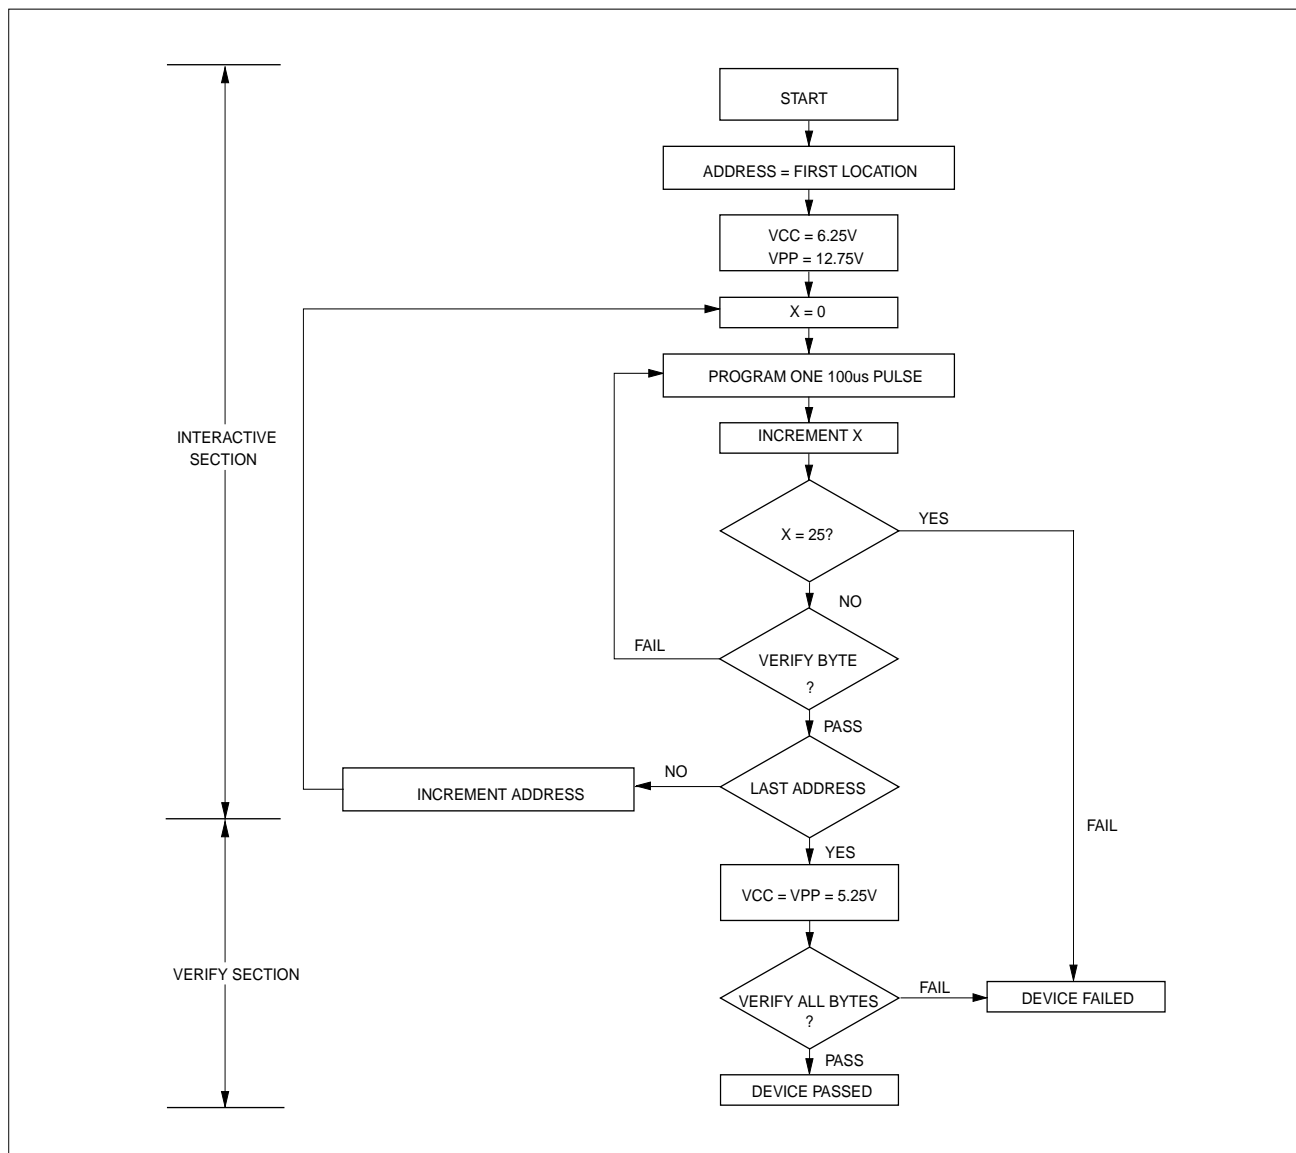 START
ADDRESS = FIRST LOCATION
VCC = 6.25V
VPP = 12.75V
X = 0
PROGRAM ONE 100us PULSE
INCREMENT X
INTERACTIVE
SECTION
X = 25?
YES
NO
FAIL
VERIFY BYTE
?
PASS
NO
LAST ADDRESS
INCREMENT ADDRESS
FAIL
YES
VCC = VPP = 5.25V
VERIFY SECTION
VERIFY ALL BYTES
?
FAIL
DEVICE FAILED
PASS
DEVICE PASSED